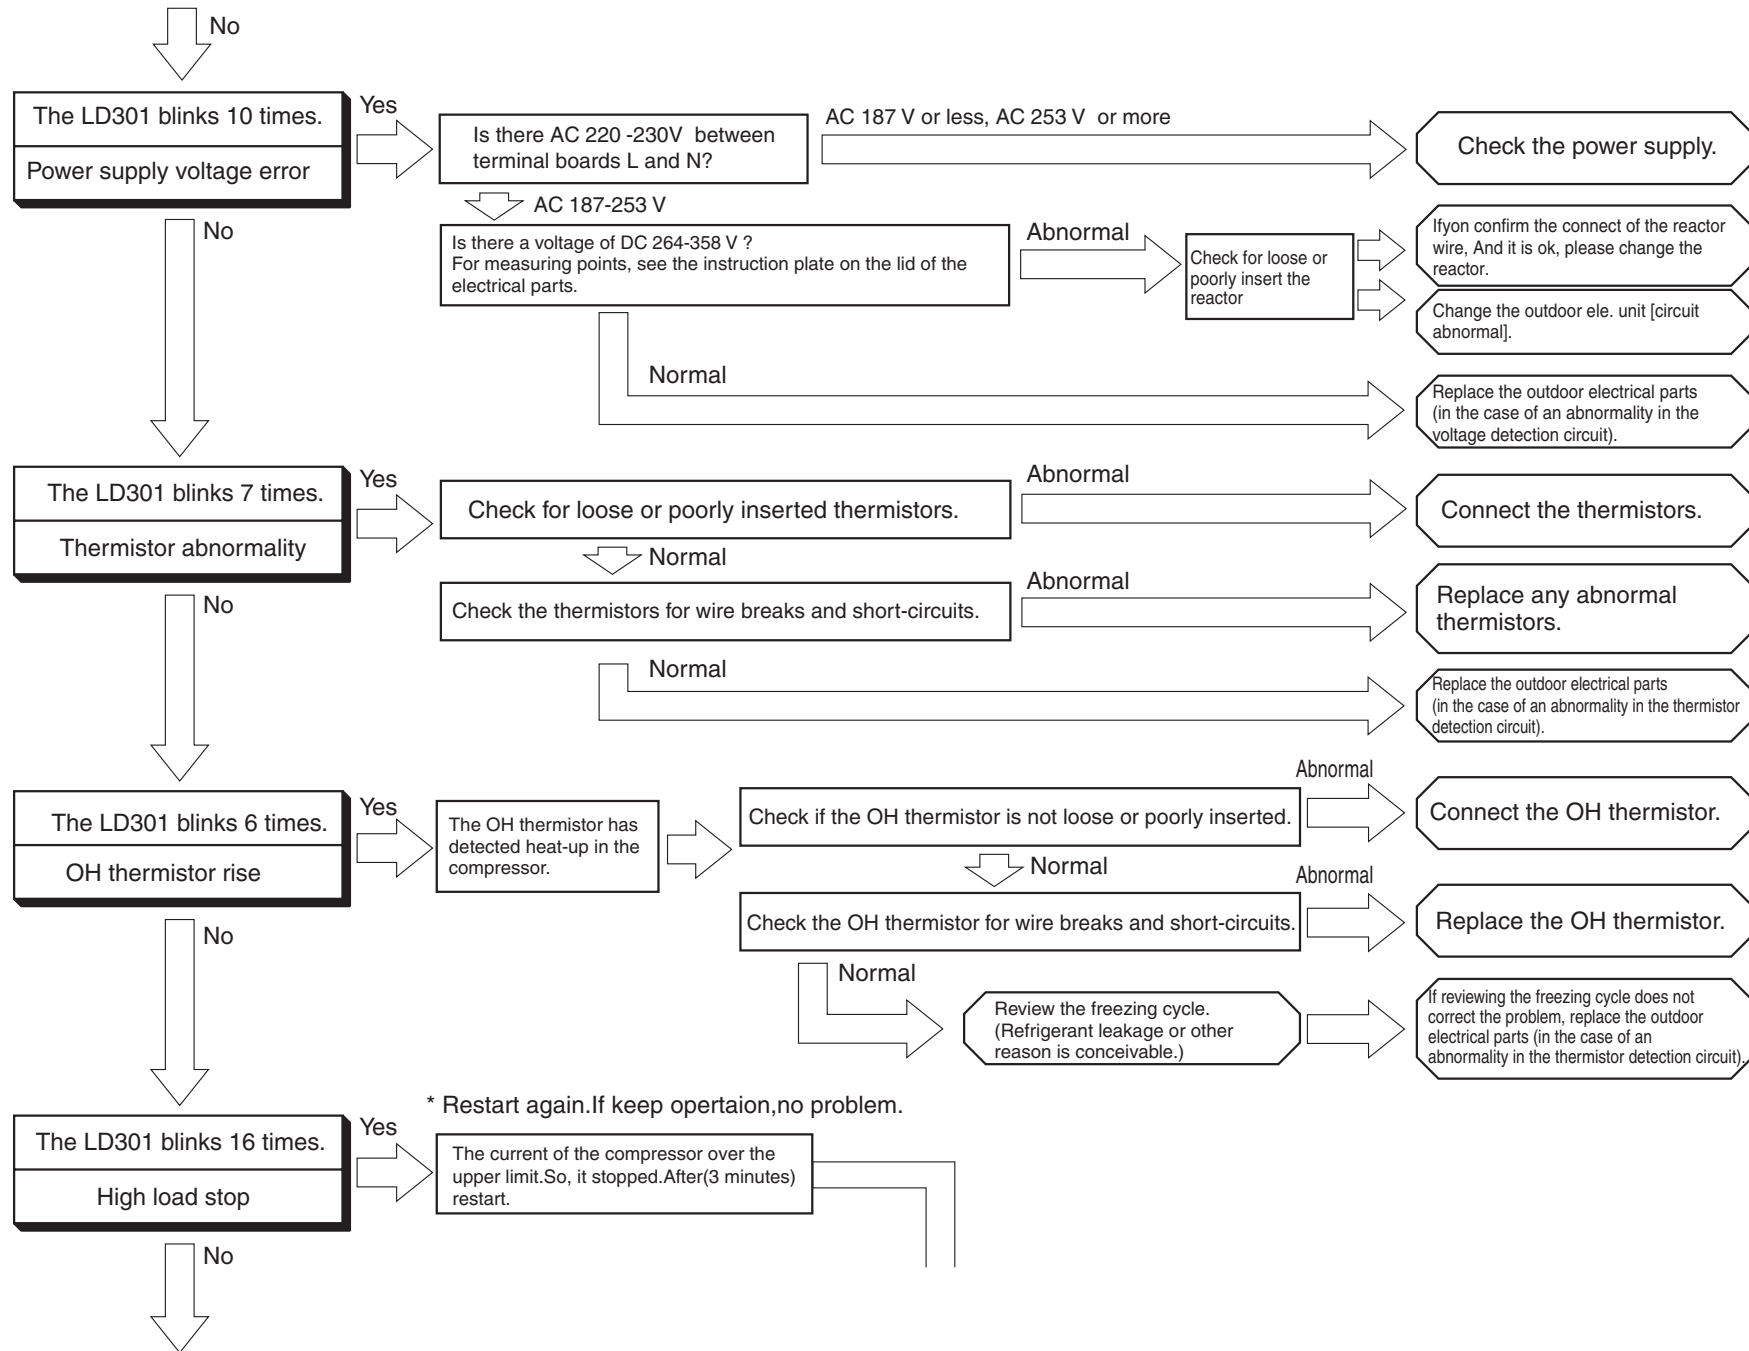 No
The LD301 blinks 10 times.
Power supply voltage error
Yes
Is there AC 220 -230V between
terminal boards L and N?
AC 187 V or less, AC 253 V or more
Check the power supply.
AC 187-253 V
No
Is there a voltage of DC 264-358 V ?
For measuring points, see the instruction plate on the lid of the
electrical parts.
Abnormal
Check for loose or
poorly insert the
reactor
Ifyon confirm the connect of the reactor
wire, And it is ok, please change the
reactor.
Change the outdoor ele. unit [circuit
abnormal].
Normal
Replace the outdoor electrical parts
(in the case of an abnormality in the
voltage detection circuit).
The LD301 blinks 7 times.
Thermistor abnormality
Yes
Check for loose or poorly inserted thermistors.
Abnormal
Connect the thermistors.
Normal
No
Check the thermistors for wire breaks and short-circuits.
Abnormal
Replace any abnormal
thermistors.
Normal
Replace the outdoor electrical parts
(in the case of an abnormality in the thermistor
detection circuit).
The LD301 blinks 6 times.
OH thermistor rise
Yes
The OH thermistor has
detected heat-up in the
compressor.
Check if the OH thermistor is not loose or poorly inserted.
Abnormal
Connect the OH thermistor.
Normal
No
Check the OH thermistor for wire breaks and short-circuits.
Abnormal
Replace the OH thermistor.
Normal
Review the freezing cycle.
(Refrigerant leakage or other
reason is conceivable.)
If reviewing the freezing cycle does not
correct the problem, replace the outdoor
electrical parts (in the case of an
abnormality in the thermistor detection circuit).
* Restart again.If keep opertaion,no problem.
The LD301 blinks 16 times.
High load stop
Yes
The current of the compressor over the
upper limit.So, it stopped.After(3 minutes)
restart.
No